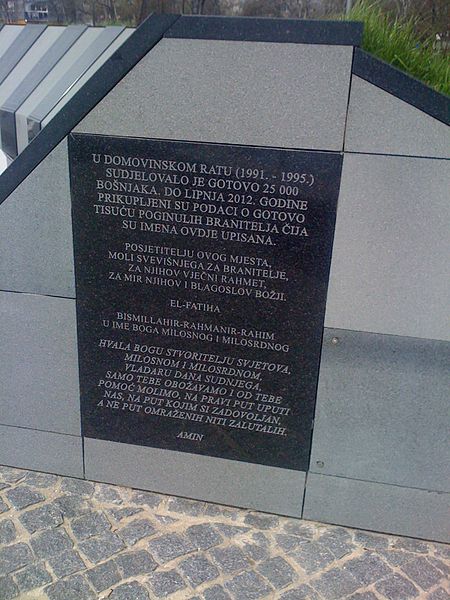 U DOMOVINSKOM RATU (1991. - 1995.)
SUDJELOVALO JE GOTOVO 25 000
BOŠNJAKA. DO LIPNJA 2012. GODINE
PRIKUPLJENI SU PODACI O GOTOVO
TISUĆU POGINULIH BRANITELJA ČIJA
SU IMENA OVDJE UPISANA.
POSJETITELJU OVOG MJESTA,
MOLI SVEVIŠNJEGA ZA BRANITELJE,
ZA NJIHOV VJEČNI RAHMET,
ZA MIR NJIHOV I BLAGOSLOV BOŽJI.
EL-FATIHA
BISMILLAHIR-RAHMANIR-RAHIM
U IME BOGA MILOSNOG I MILOSRDNOG
HVALA BOGU STVORITELJU SVJETOVA,
MILOSNOM I MILOSRDNOM,
VLADARU DANA SUDNJEGA,
SAMO TEBE OBOŽAVAMO I OD TEBE
POMOĆ MOLIMO, NA PRAVI PUT UPUTI
NAS, NA PUT KOJIM SI ZADOVOLJAN,
A NE PUT OMRAŽENIH NITI ZALUTALIH.
AMIN